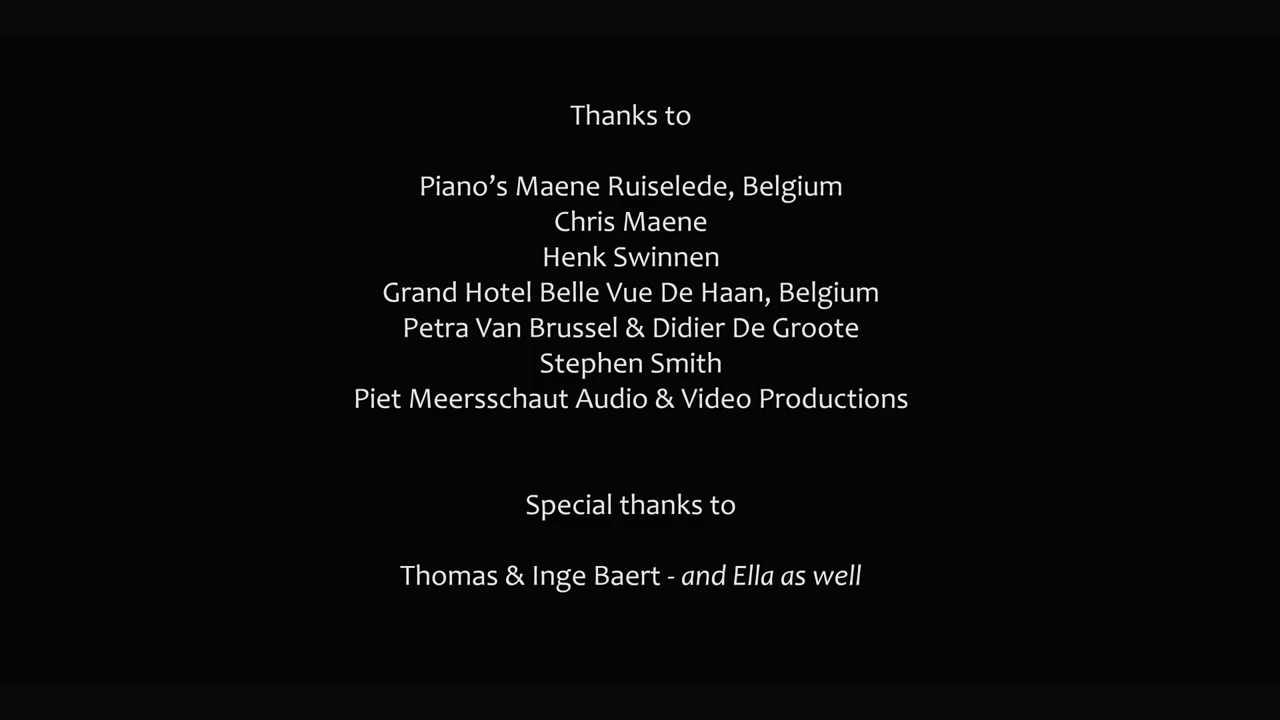 Thanks to
Piano’s Maene Ruiselede, Belgium
Chris Maene
Henk Swinnen
Grand Hotel Belle Vue De Haan, Belgium
Petra Van Brussel & Didier De Groote
Stephen Smith
Piet Meersschaut Audio & Video Productions
Special thanks to
Thomas & Inge Baert - and Ella as well